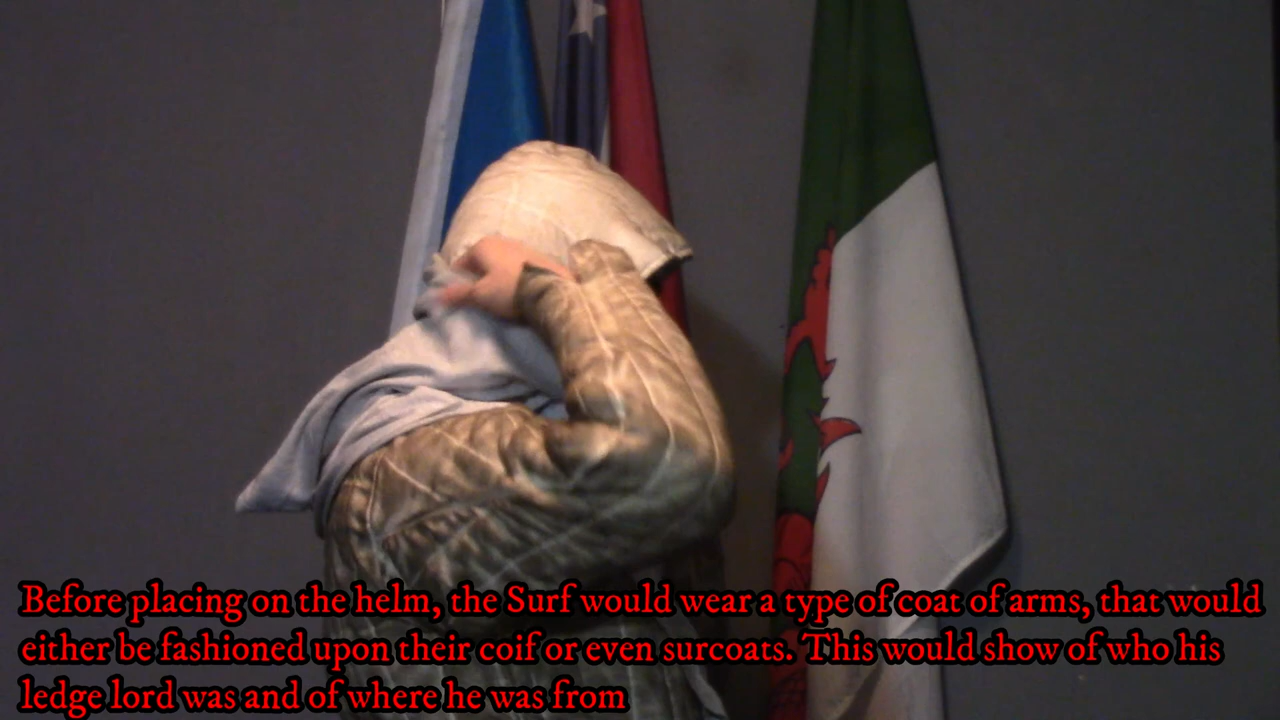 Before placing on the helm, the Surf would wear a type of coat of arms, that would
either be fashioned upon their coif or even surcoats. This would show of who his
ledge lord was and of where he was from